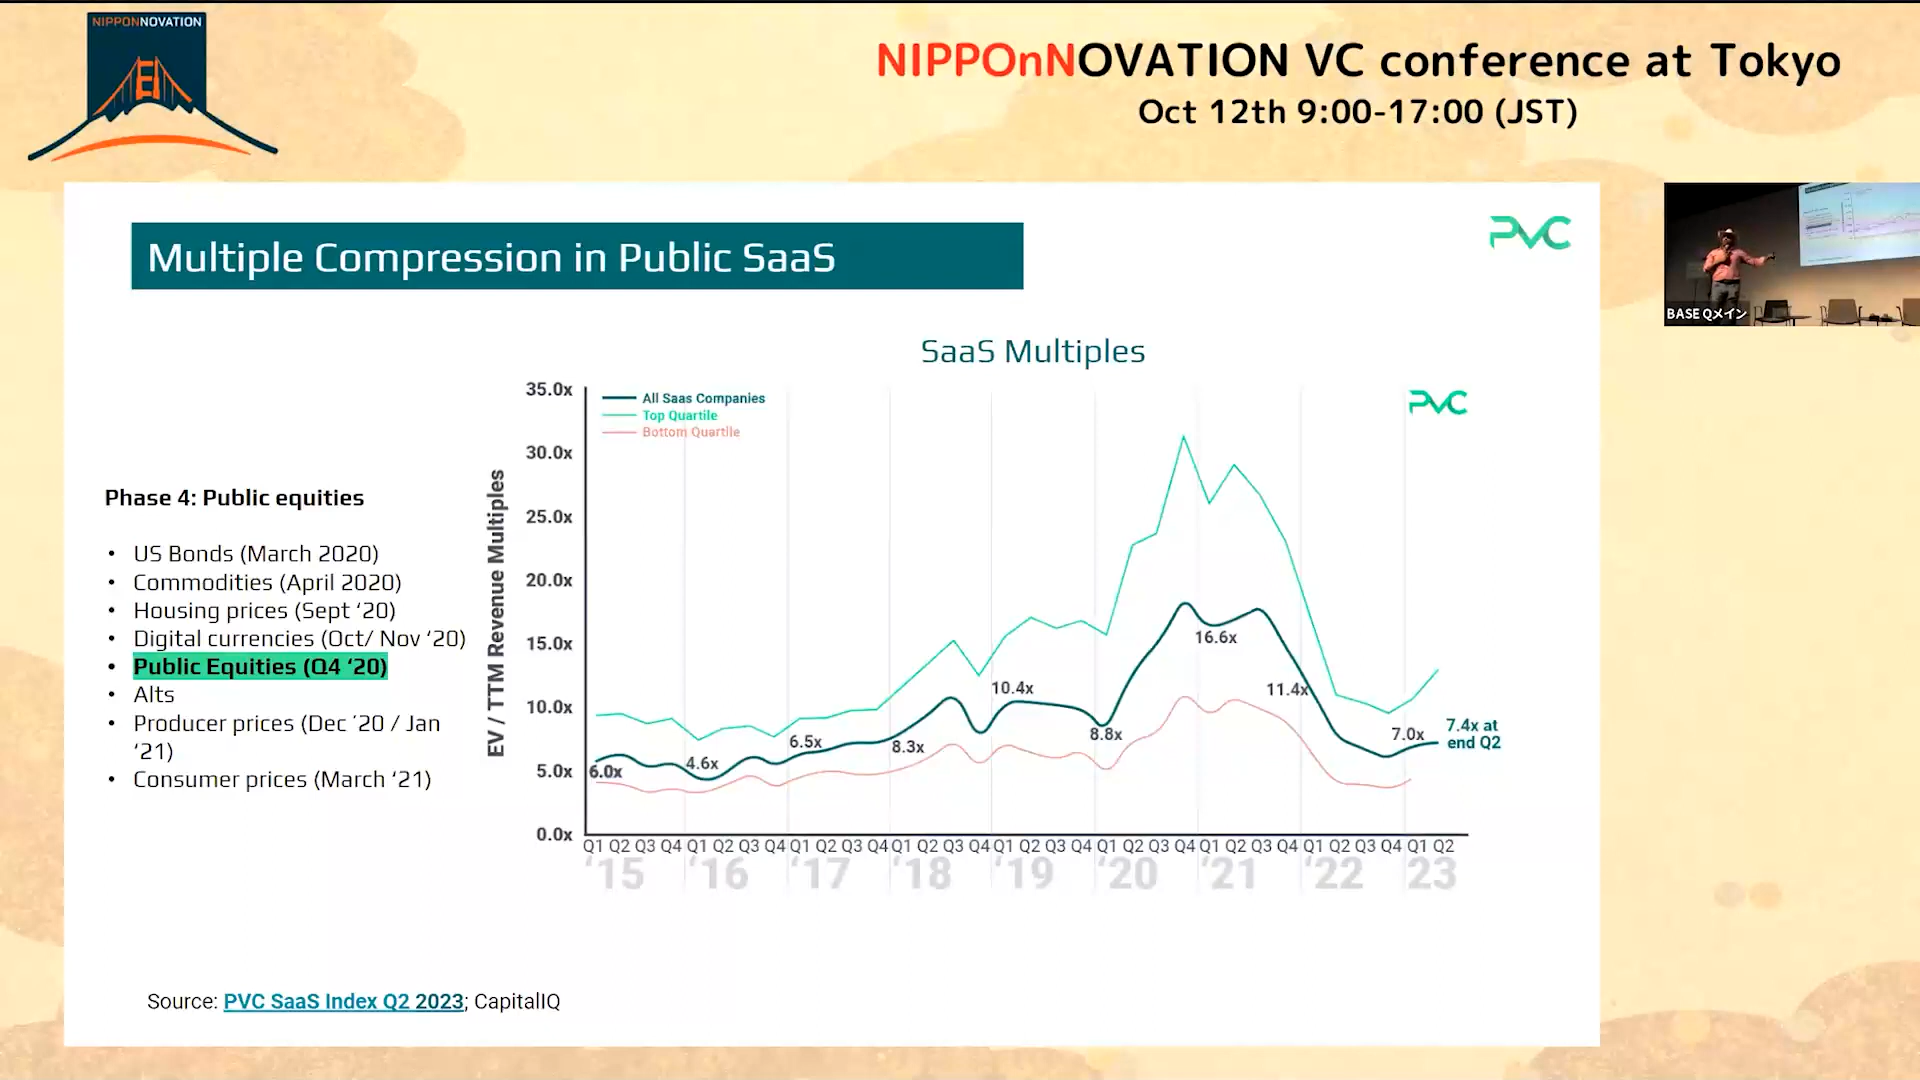 NIPPONNOVATION
NIPPOnNOVATION VC conference at Tokyo
Oct 12th 9:00-17:00 (JST)
Multiple Compression in Public SaaS
PVC
BASE Qメイン
SaaS Multiples
Phase 4: Public equities
• US Bonds (March 2020)
• Commodities (April 2020)
• Housing prices (Sept ‘20)
• Digital currencies (Oct/ Nov ‘20)
• Public Equities (Q4 ‘20)
• Alts
• Producer prices (Dec ‘20 / Jan
‘21)
• Consumer prices (March ‘21)
EV / TTM Revenue Multiples
35.0x
30.0x
25.0x
20.0x
15.0x
10.0x
5.0x
0.0x
All Saas Companies
Top Quartile
Bottom Quartile
PVC
6.0x
4.6x
6.5x
8.3x
10.4x
8.8x
16.6x
11.4x
7.0x
7.4x at
end Q2
Q1 Q2 Q3 Q4 Q1 Q2 Q3 Q4 Q1 Q2 Q3 Q4 Q1 Q2 Q3 Q4 Q1 Q2 Q3 Q4 Q1 Q2 Q3 Q4 Q1 Q2 Q3 Q4 Q1 Q2 Q3 Q4 Q1 Q2
‘15 ‘16 ‘17 ‘18 ‘19 ‘20 ‘21 ‘22 ‘23
Source: PVC SaaS Index Q2 2023; CapitalIQ